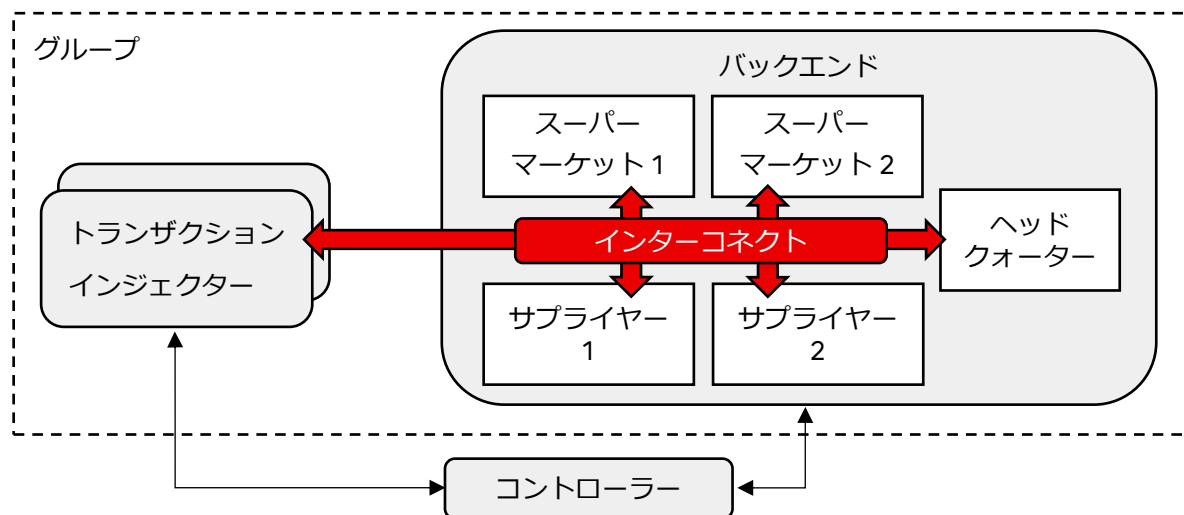 グループ
バックエンド
スーパー
マーケット 1
スーパー
マーケット 2
トランザクション
インジェクター
インターコネクト
ヘッド
クォーター
サプライヤー
1
サプライヤー
2
コントローラー